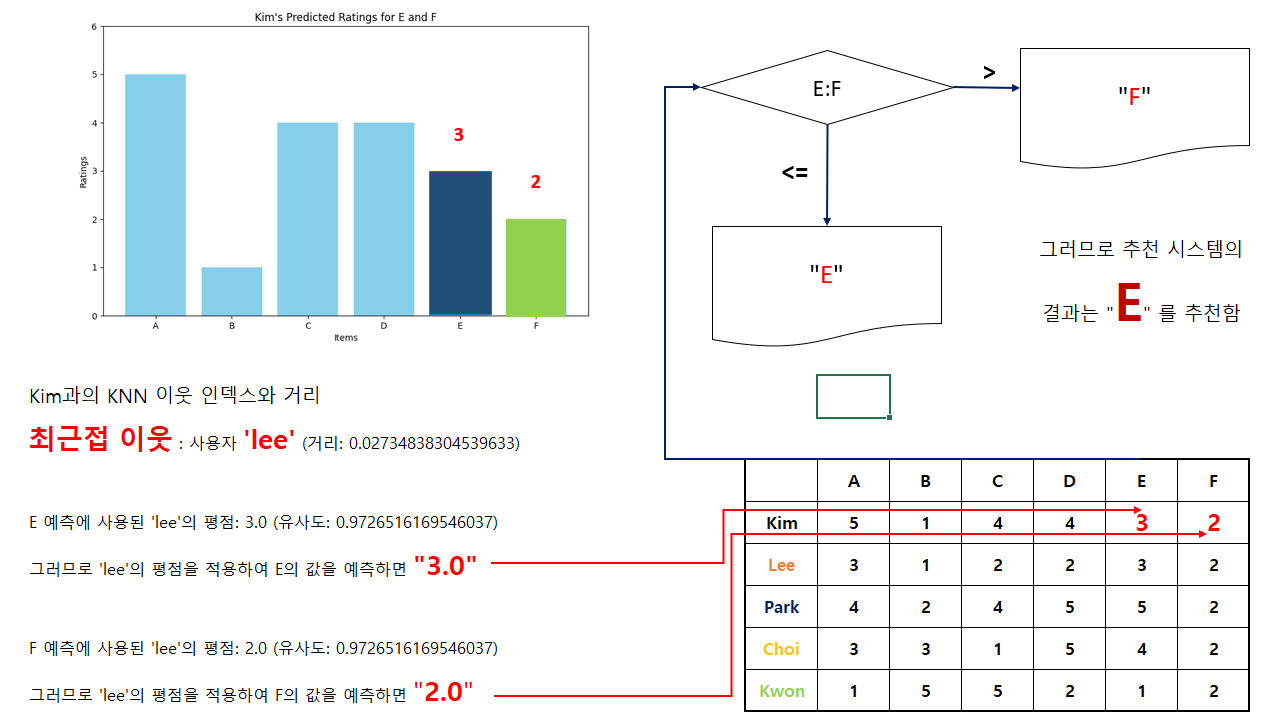 Kim's Predicted Ratings for E and F
6
5
4
3
2
1
0
Ratings
3
2
A B C D E F
Items
E:F
>
"F"
<=
"E"
그러므로 추천 시스템의
결과는 "E" 를 추천함
Kim과의 KNN 이웃 인덱스와 거리
최근접 이웃 : 사용자 'lee' (거리: 0.02734838304539633)
E 예측에 사용된 'lee'의 평점: 3.0 (유사도: 0.9726516169546037)
그러므로 'lee'의 평점을 적용하여 E의 값을 예측하면 "3.0"
F 예측에 사용된 'lee'의 평점: 2.0 (유사도: 0.9726516169546037)
그러므로 'lee'의 평점을 적용하여 F의 값을 예측하면 "2.0"
A B C D E F
Kim 5 1 4 4 3 2
Lee 3 1 2 2 3 2
Park 4 2 4 5 5 2
Choi 3 3 1 5 4 2
Kwon 1 5 5 2 1 2